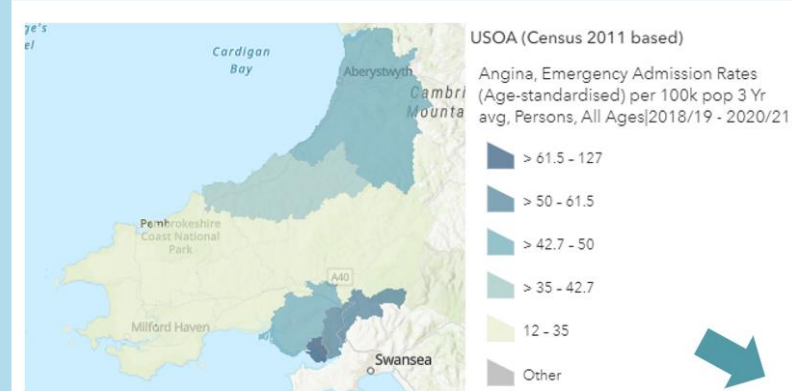 ge's
el
Cardigan
Bay
Aberystwyth
Cambri
Mounta
Pembrokeshire
Coast National
Park
A40
Milford Haven
Swansea
USOA (Census 2011 based)
Angina, Emergency Admission Rates
(Age-standardised) per 100k pop 3 Yr
avg, Persons, All Ages|2018/19 - 2020/21
> 61.5 - 127
> 50 - 61.5
> 42.7 - 50
> 35 - 42.7
12 - 35
Other